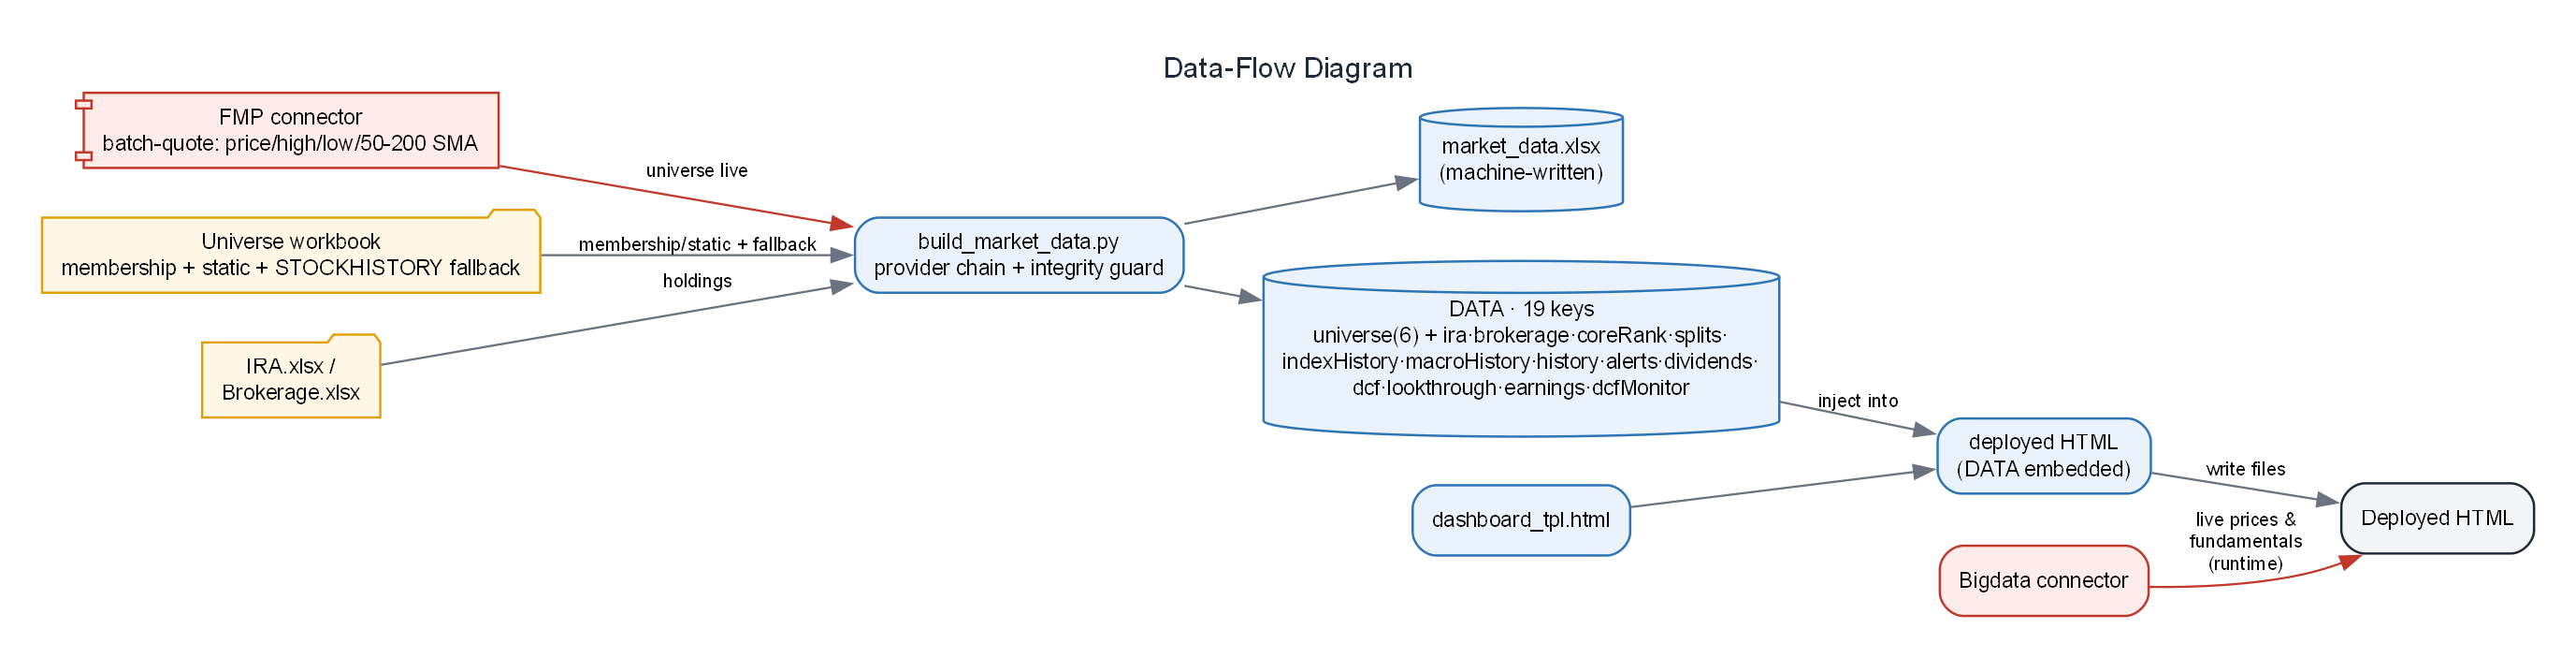 Data-Flow Diagram
FMP connector
batch-quote: price/high/low/50-200 SMA
universe live
Universe workbook
membership + static + STOCKHISTORY fallback
membership/static + fallback
IRA.xlsx /
Brokerage.xlsx
holdings
build_market_data.py
provider chain + integrity guard
market_data.xlsx
(machine-written)
DATA · 19 keys
universe(6) + ira·brokerage·coreRank·splits·
indexHistory·macroHistory·history·alerts·dividends·
dcf·lookthrough·earnings·dcfMonitor
inject into
dashboard_tpl.html
deployed HTML
(DATA embedded)
write files
Bigdata connector
live prices &
fundamentals
(runtime)
Deployed HTML